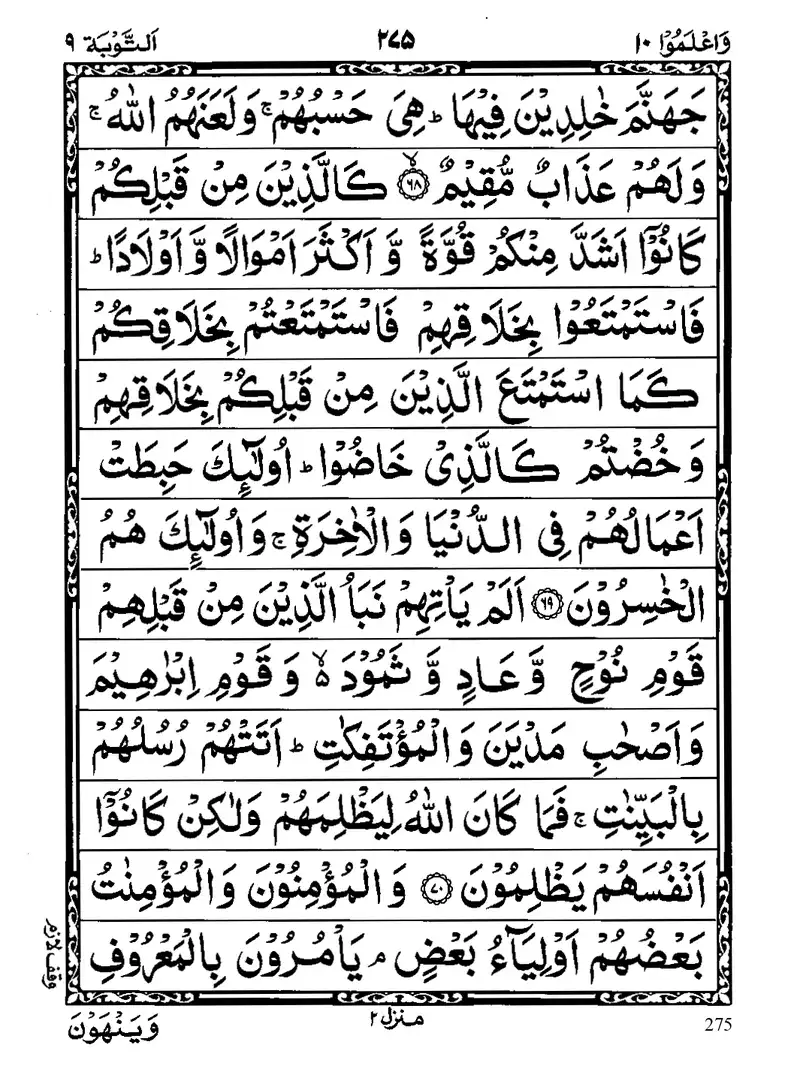 وَاعْلَمُوْۤا ١٠ ٢٧٥ اَلتَّوْبَة ٩
جَهَنَّمَ خٰلِدِيْنَ فِيْهَا ؕ هِيَ حَسْبُهُمْ ۚ وَلَعَنَهُمُ اللّٰهُ ۚ
وَلَهُمْ عَذَابٌ مُّقِيْمٌ ۙ ﴿٦٨﴾ كَالَّذِيْنَ مِنْ قَبْلِكُمْ
كَانُوْۤا اَشَدَّ مِنْكُمْ قُوَّةً وَّ اَكْثَرَ اَمْوَالًا وَّ اَوْلَادًا ؕ
فَاسْتَمْتَعُوْا بِخَلَاقِهِمْ فَاسْتَمْتَعْتُمْ بِخَلَاقِكُمْ
كَمَا اسْتَمْتَعَ الَّذِيْنَ مِنْ قَبْلِكُمْ بِخَلَاقِهِمْ
وَخُضْتُمْ كَالَّذِيْ خَاضُوْا ؕ اُولٰٓئِكَ حَبِطَتْ
اَعْمَالُهُمْ فِي الدُّنْيَا وَالْاٰخِرَةِ ۚ وَاُولٰٓئِكَ هُمُ
الْخٰسِرُوْنَ ﴿٦٩﴾ اَلَمْ يَاْتِهِمْ نَبَاُ الَّذِيْنَ مِنْ قَبْلِهِمْ
قَوْمِ نُوْحٍ وَّ عَادٍ وَّ ثَمُوْدَ ۙ۬ وَ قَوْمِ اِبْرٰهِيْمَ
وَاَصْحٰبِ مَدْيَنَ وَالْمُؤْتَفِكٰتِ ؕ اَتَتْهُمْ رُسُلُهُمْ
بِالْبَيِّنٰتِ ۚ فَمَا كَانَ اللّٰهُ لِيَظْلِمَهُمْ وَلٰكِنْ كَانُوْۤا
اَنْفُسَهُمْ يَظْلِمُوْنَ ﴿٧٠﴾ وَالْمُؤْمِنُوْنَ وَالْمُؤْمِنٰتُ
بَعْضُهُمْ اَوْلِيَآءُ بَعْضٍ ۘ يَاْمُرُوْنَ بِالْمَعْرُوْفِ
وقف لازم
وَيَنْهَوْنَ
منزل ٢
275